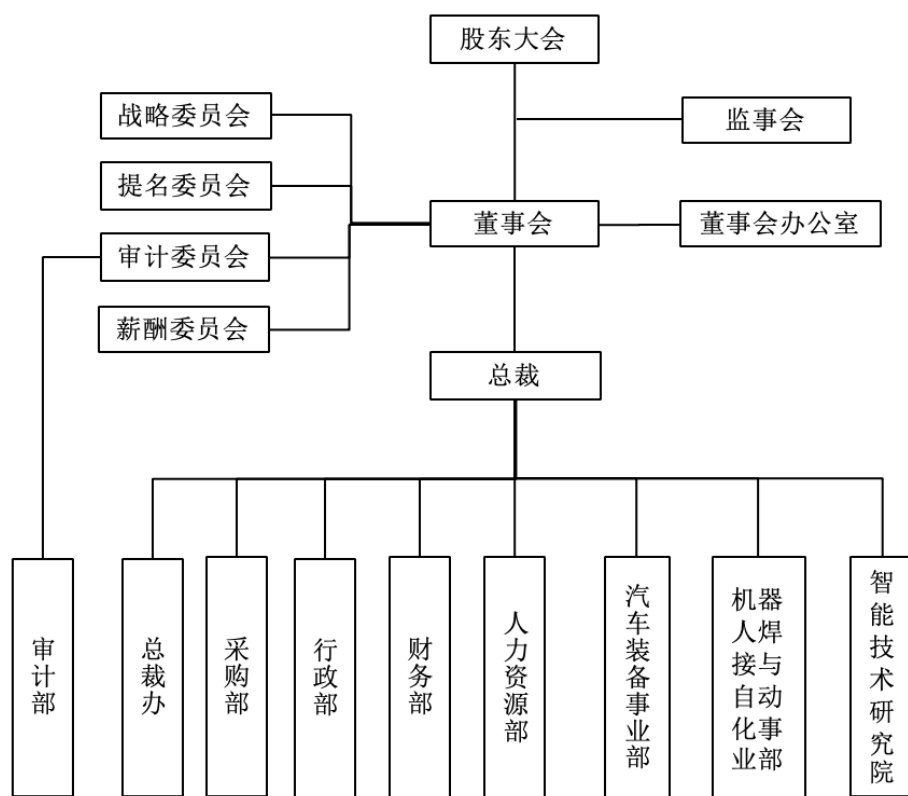 股东大会
战略委员会
监事会
提名委员会
董事会
董事会办公室
审计委员会
薪酬委员会
总裁
审计部
总裁办
采购部
行政部
财务部
人力资源部
汽车装备事业部
机器
人焊
接与
自动
化事
业部
智能技术研究院